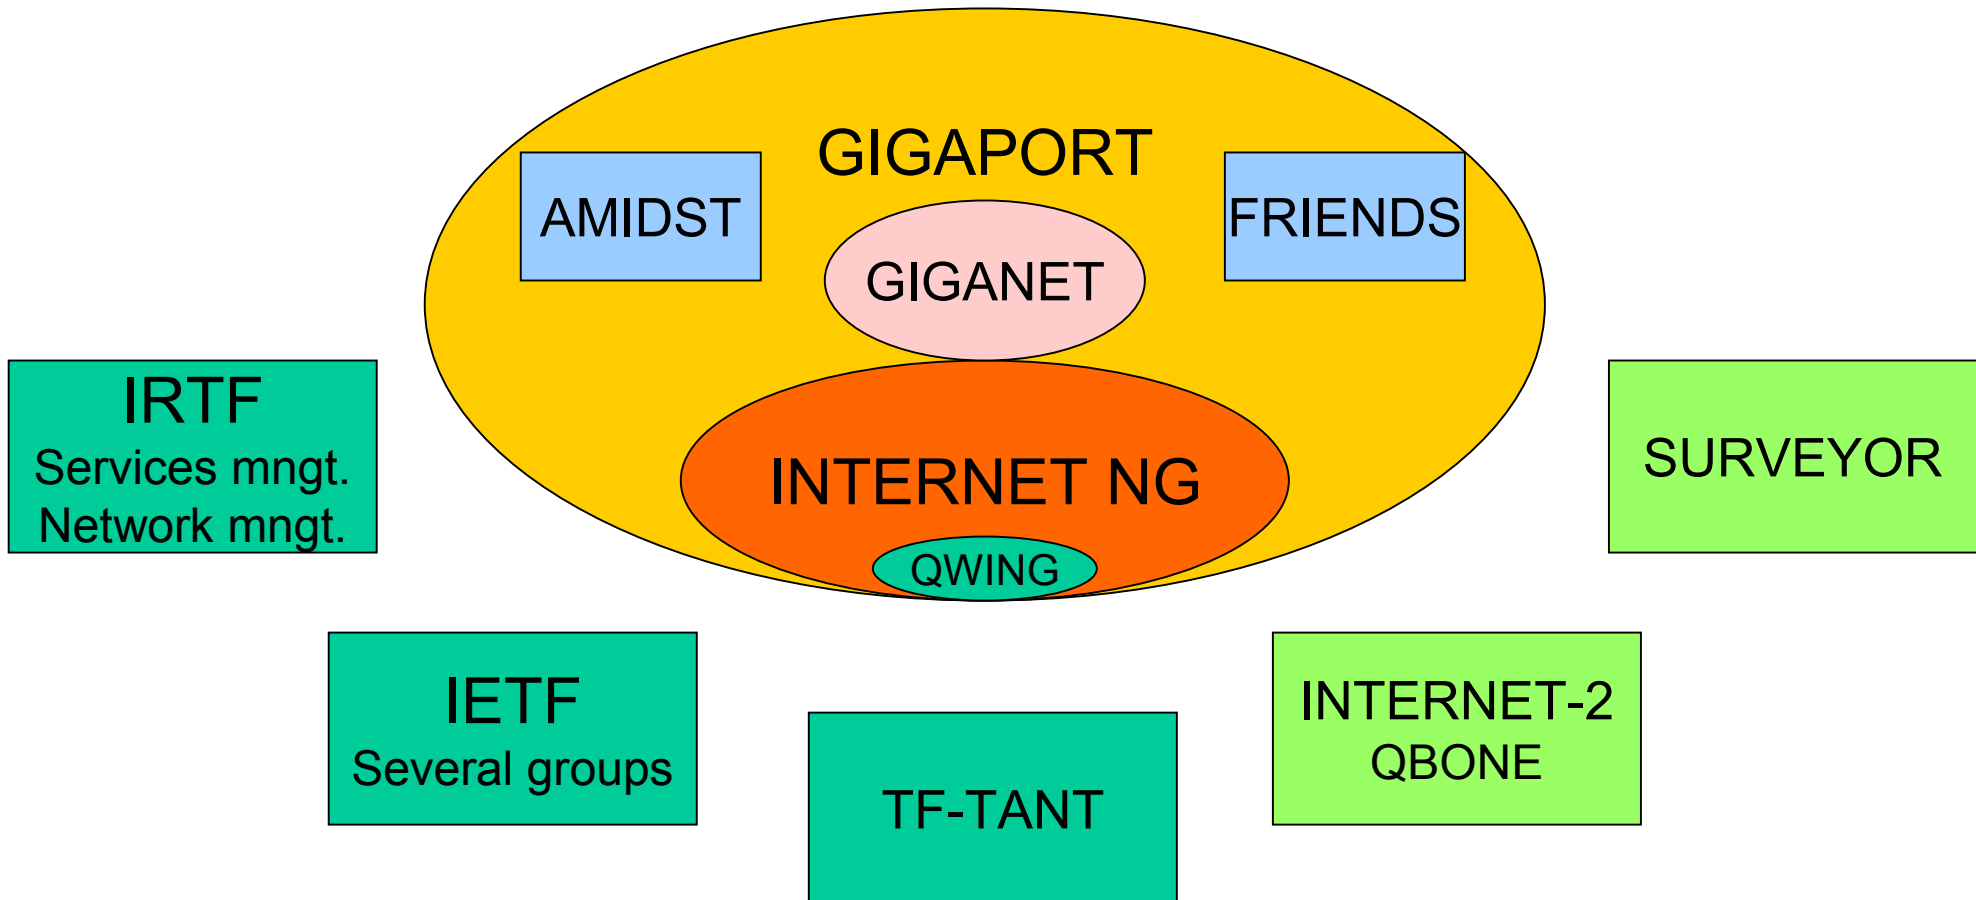 GIGAPORT
AMIDST
FRIENDS
GIGANET
IRTF
Services mngt.
Network mngt.
INTERNET NG
SURVEYOR
QWING
IETF
Several groups
INTERNET-2
QBONE
TF-TANT